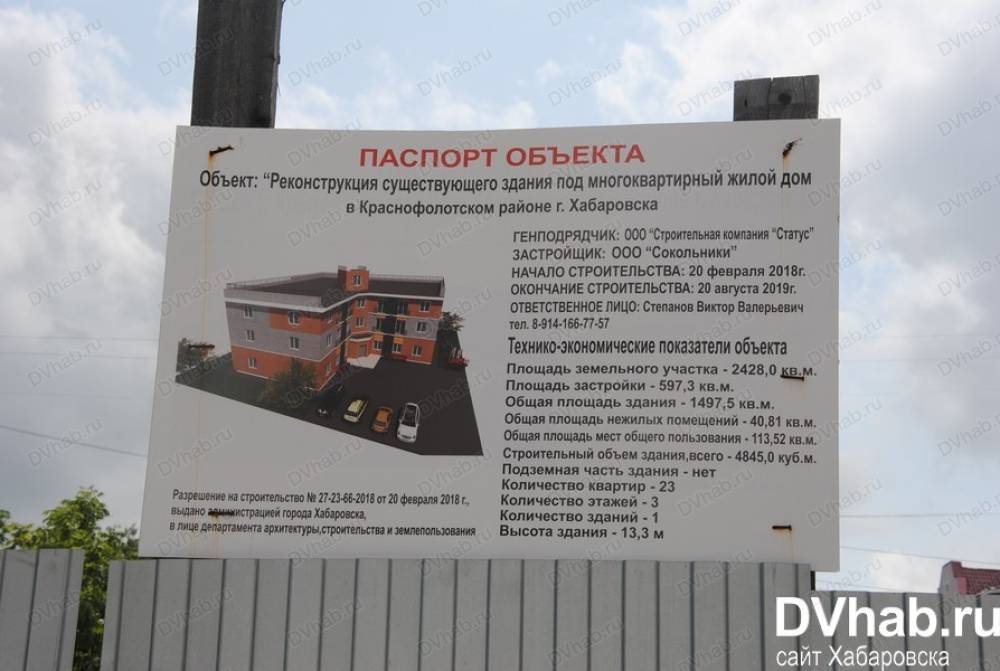 ПАСПОРТ ОБЪЕКТА
Объект: “Реконструкция существующего здания под многоквартирный жилой дом
в Краснофолотском районе г. Хабаровска
ГЕНПОДРЯДЧИК: ООО “Строительная компания “Статус”
ЗАСТРОЙЩИК: ООО “Сокольники”
НАЧАЛО СТРОИТЕЛЬСТВА: 20 февраля 2018г.
ОКОНЧАНИЕ СТРОИТЕЛЬСТВА: 20 августа 2019г.
ОТВЕТСТВЕННОЕ ЛИЦО: Степанов Виктор Валерьевич
тел. 8-914-166-77-57
Технико-экономические показатели объекта
Площадь земельного участка - 2428,0 кв.м.
Площадь застройки - 597,3 кв.м.
Общая площадь здания - 1497,5 кв.м.
Общая площадь нежилых помещений - 40,81 кв.м.
Общая площадь мест общего пользования - 113,52 кв.м.
Строительный объем здания,всего - 4845,0 куб.м.
Подземная часть здания - нет
Количество квартир - 23
Количество этажей - 3
Количество зданий - 1
Высота здания - 13,3 м
Разрешение на строительство № 27-23-66-2018 от 20 февраля 2018 г.,
выдано администрацией города Хабаровска,
в лице департамента архитектуры,строительства и землепользования
DVhab.ru
сайт Хабаровска